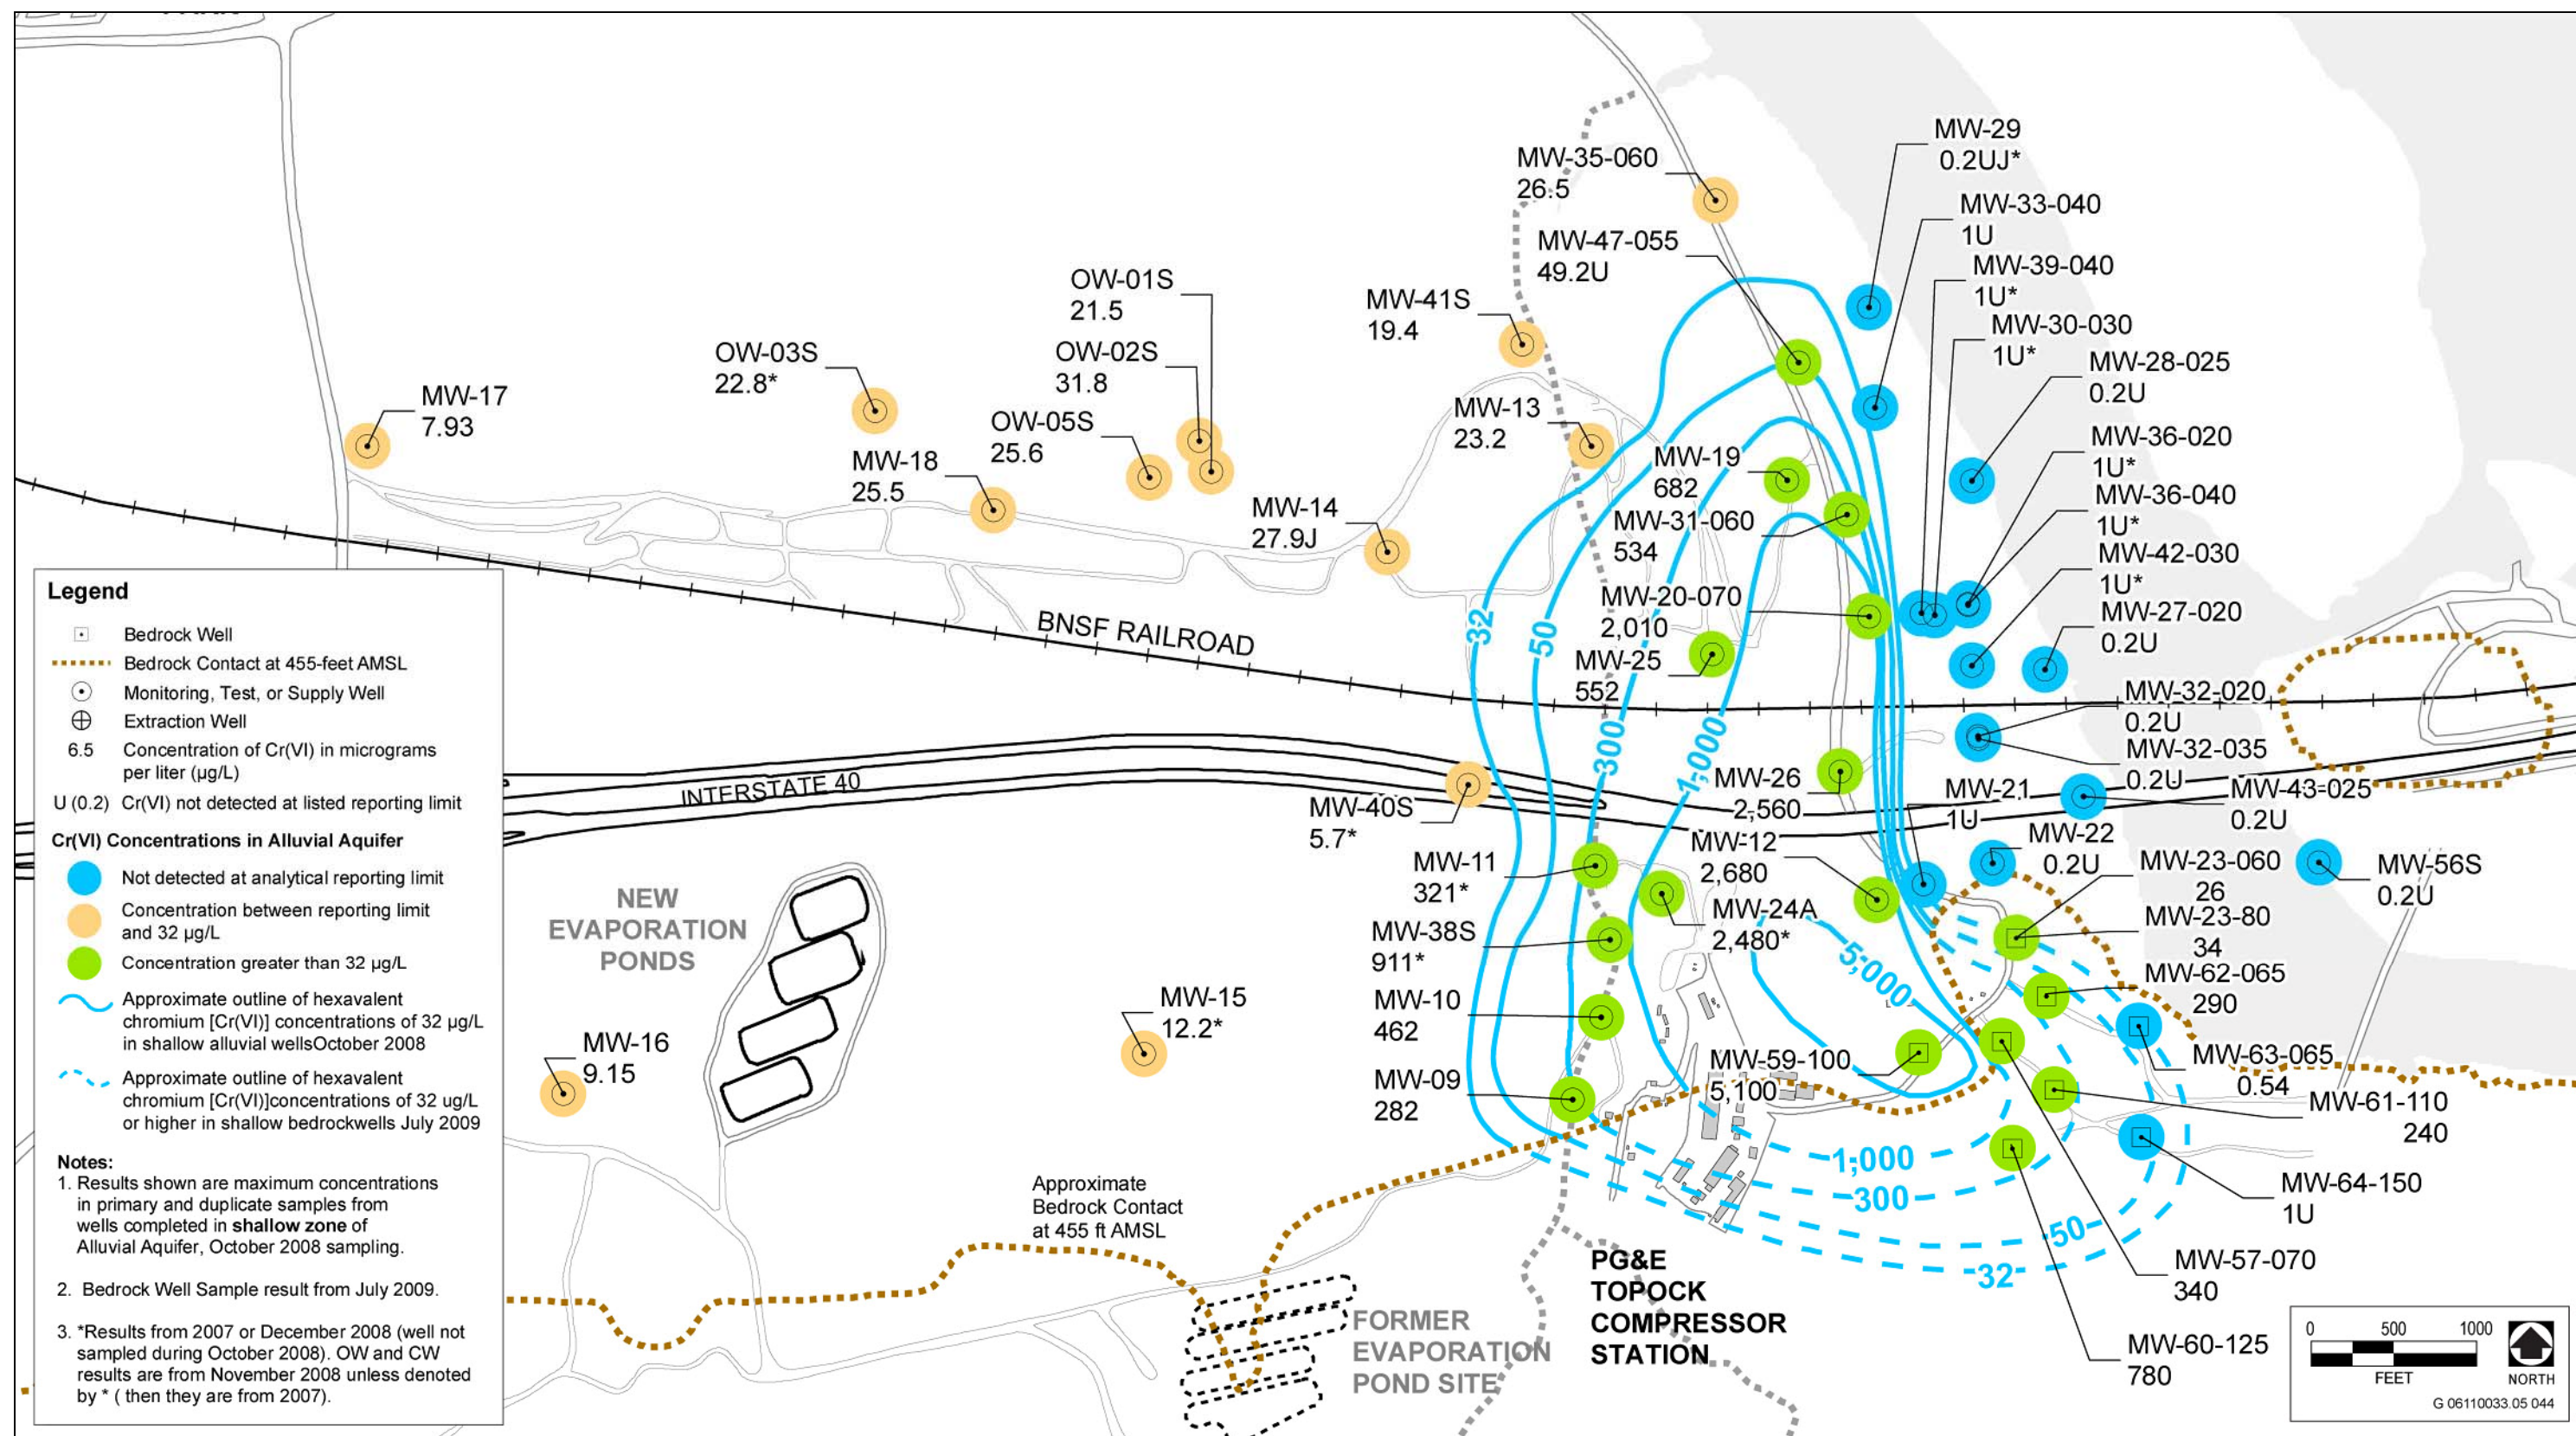 MW-29
0.2UJ*
MW-35-060
26.5
MW-33-040
1U
MW-47-055
49.2U
MW-39-040
1U*
OW-01S
21.5
MW-41S
19.4
MW-30-030
1U*
OW-03S
22.8*
OW-02S
31.8
MW-28-025
0.2U
MW-17
7.93
OW-05S
25.6
MW-13
23.2
MW-36-020
1U*
MW-18
25.5
MW-19
682
MW-36-040
1U*
MW-14
27.9J
MW-31-060
534
MW-42-030
1U*
MW-20-070
2,010
MW-27-020
0.2U
32
50
BNSF RAILROAD
MW-25
552
MW-32-020
0.2U
300
1,000
MW-32-035
0.2U
INTERSTATE 40
MW-26
2,560
MW-21
1U
MW-43-025
0.2U
MW-40S
5.7*
MW-12
2,680
MW-22
0.2U
MW-11
321*
MW-23-060
26
MW-56S
0.2U
NEW
EVAPORATION
PONDS
MW-24A
2,480*
MW-23-80
34
MW-38S
911*
5,000
MW-62-065
290
MW-15
12.2*
MW-10
462
MW-16
9.15
MW-59-100
5,100
MW-63-065
0.54
MW-09
282
MW-61-110
240
1,000
300
50
32
MW-64-150
1U
Approximate
Bedrock Contact
at 455 ft AMSL
PG&E
TOPOCK
COMPRESSOR
STATION
MW-57-070
340
FORMER
EVAPORATION
POND SITE
MW-60-125
780
Legend
Bedrock Well
Bedrock Contact at 455-feet AMSL
Monitoring, Test, or Supply Well
Extraction Well
6.5 Concentration of Cr(VI) in micrograms
per liter (µg/L)
U (0.2) Cr(VI) not detected at listed reporting limit
Cr(VI) Concentrations in Alluvial Aquifer
Not detected at analytical reporting limit
Concentration between reporting limit
and 32 µg/L
Concentration greater than 32 µg/L
Approximate outline of hexavalent
chromium [Cr(VI)] concentrations of 32 µg/L
in shallow alluvial wellsOctober 2008
Approximate outline of hexavalent
chromium [Cr(VI)]concentrations of 32 ug/L
or higher in shallow bedrockwells July 2009
Notes:
1. Results shown are maximum concentrations
in primary and duplicate samples from
wells completed in shallow zone of
Alluvial Aquifer, October 2008 sampling.
2. Bedrock Well Sample result from July 2009.
3. *Results from 2007 or December 2008 (well not
sampled during October 2008). OW and CW
results are from November 2008 unless denoted
by * ( then they are from 2007).
0 500 1000
FEET
NORTH
G 06110033.05 044